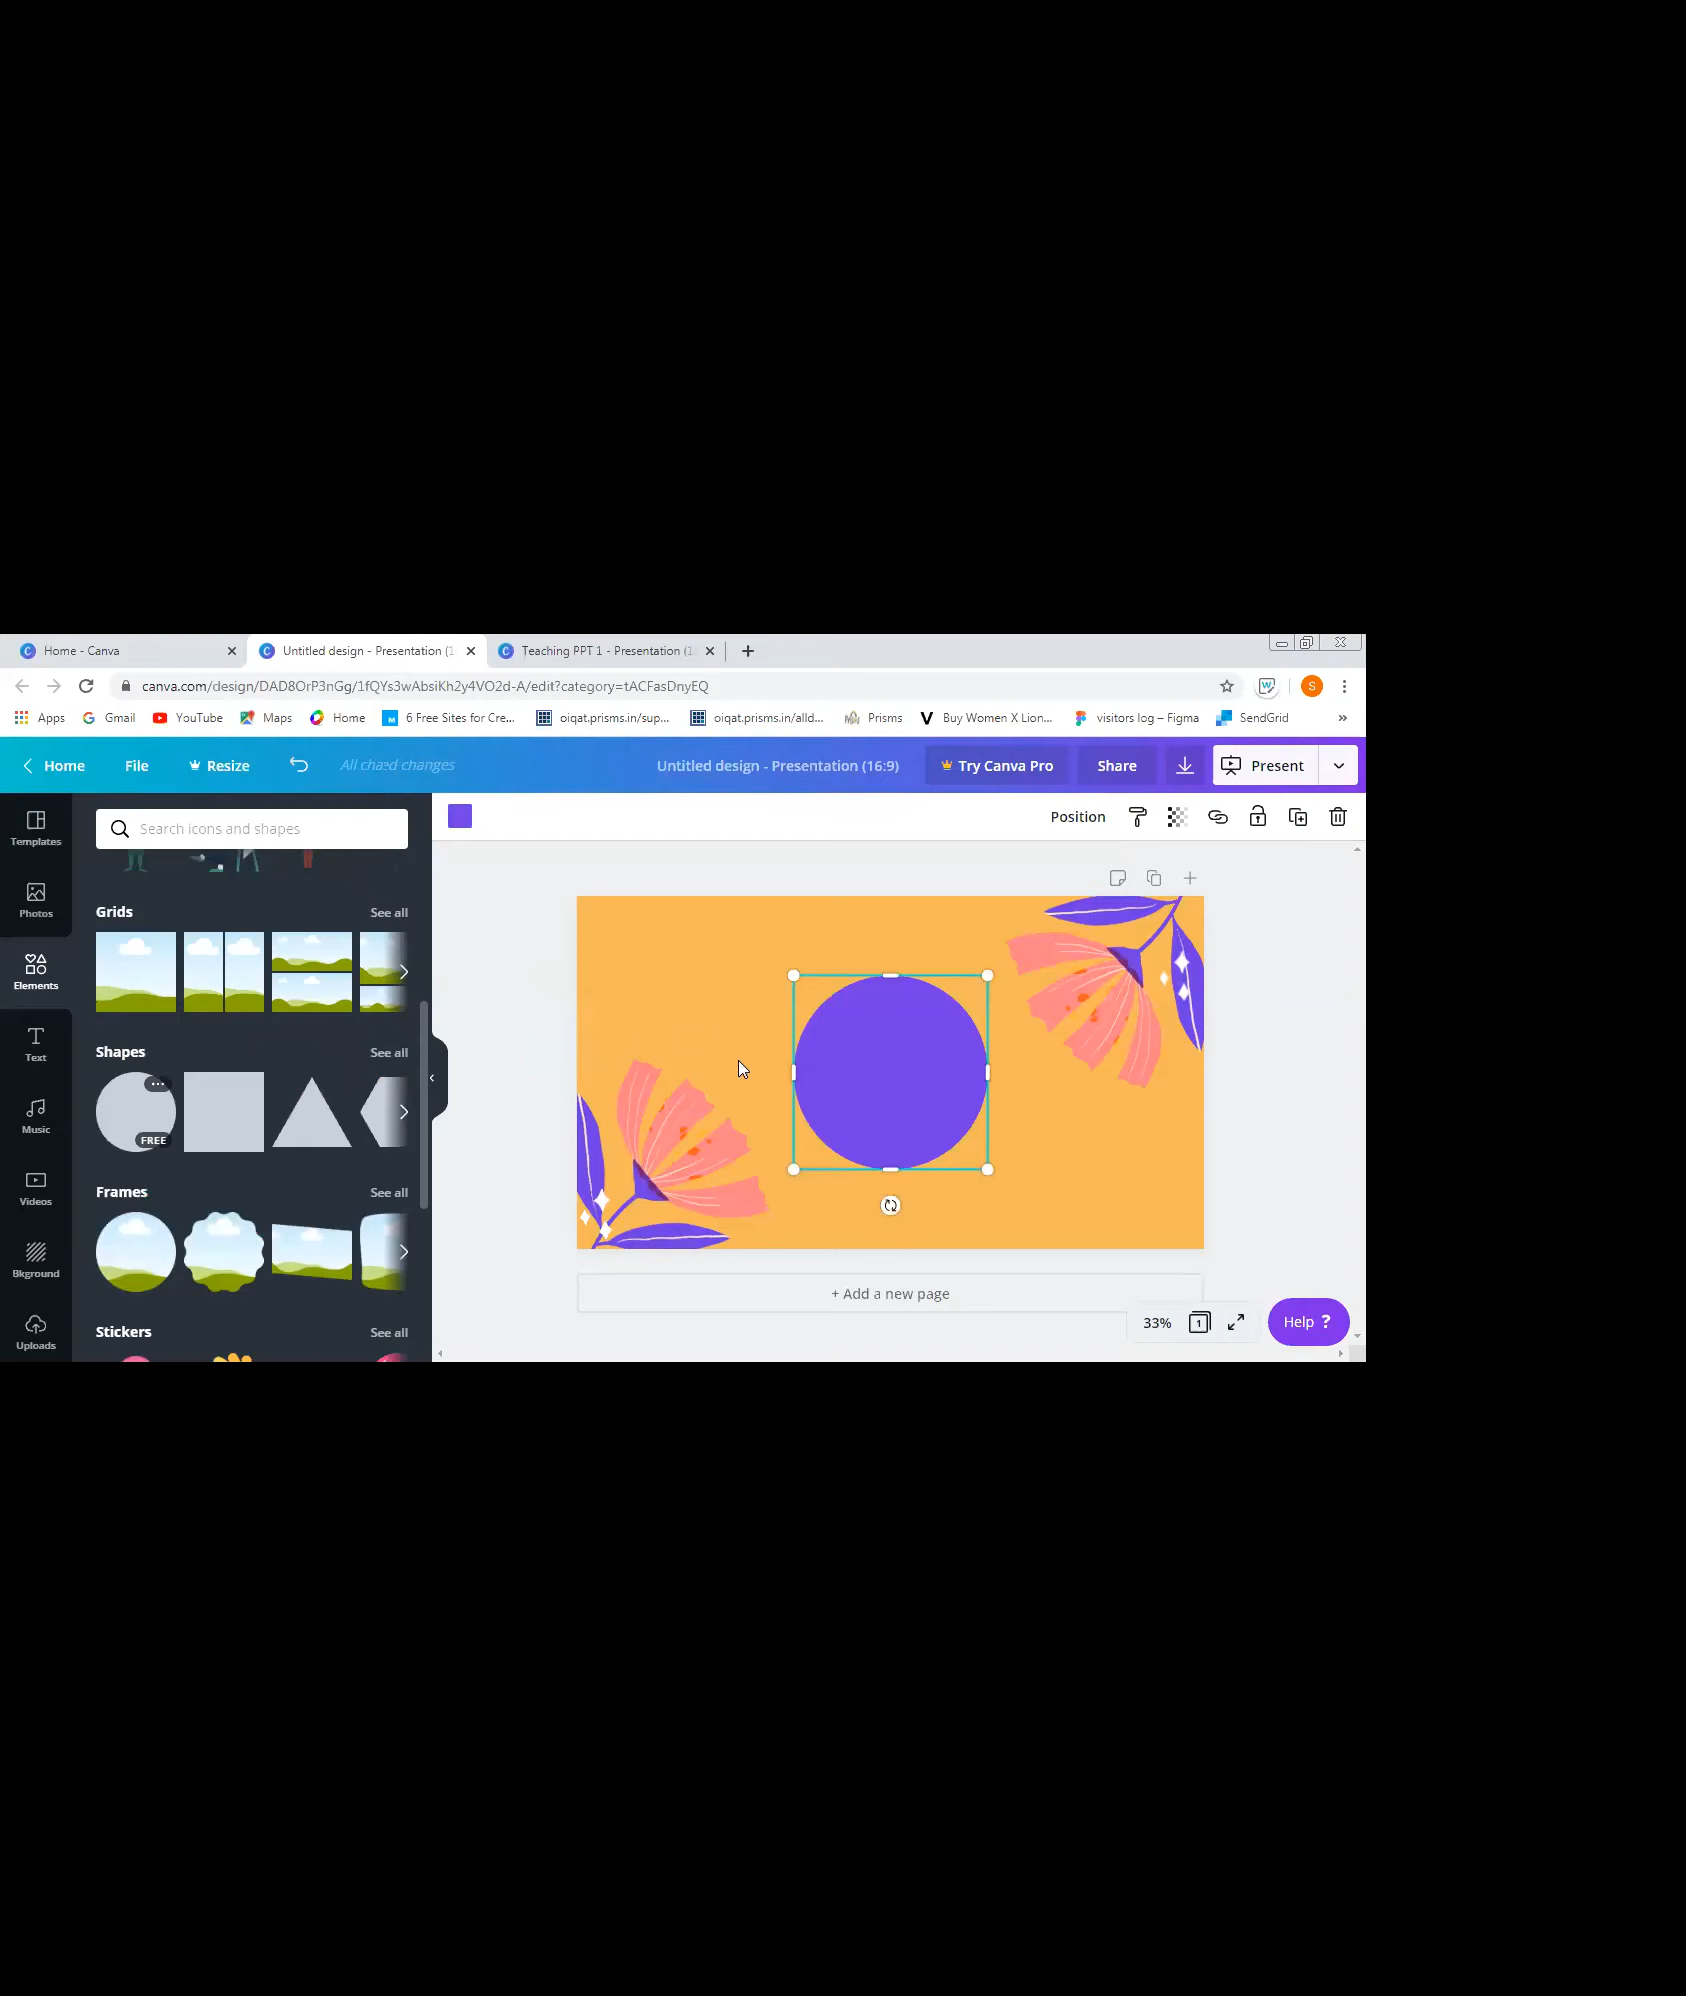 Home - Canva
Untitled design - Presentation (1
Teaching PPT 1 - Presentation (1
canva.com/design/DAD8OrP3nGg/1fQYs3wAbsiKh2y4VO2d-A/edit?category=tACFasDnyEQ
S
Apps
Gmail
YouTube
Maps
Home
6 Free Sites for Cre...
oiqat.prisms.in/sup...
oiqat.prisms.in/alld...
Prisms
Buy Women X Lion...
visitors log – Figma
SendGrid
»
Home
File
Resize
changes
Untitled design - Presentation (16:9)
Try Canva Pro
Share
Present
Templates
Photos
Elements
Text
Music
Videos
Bkground
Uploads
Search icons and shapes
Grids
See all
Shapes
See all
FREE
Frames
See all
Stickers
See all
Position
+ Add a new page
33%
1
Help ?